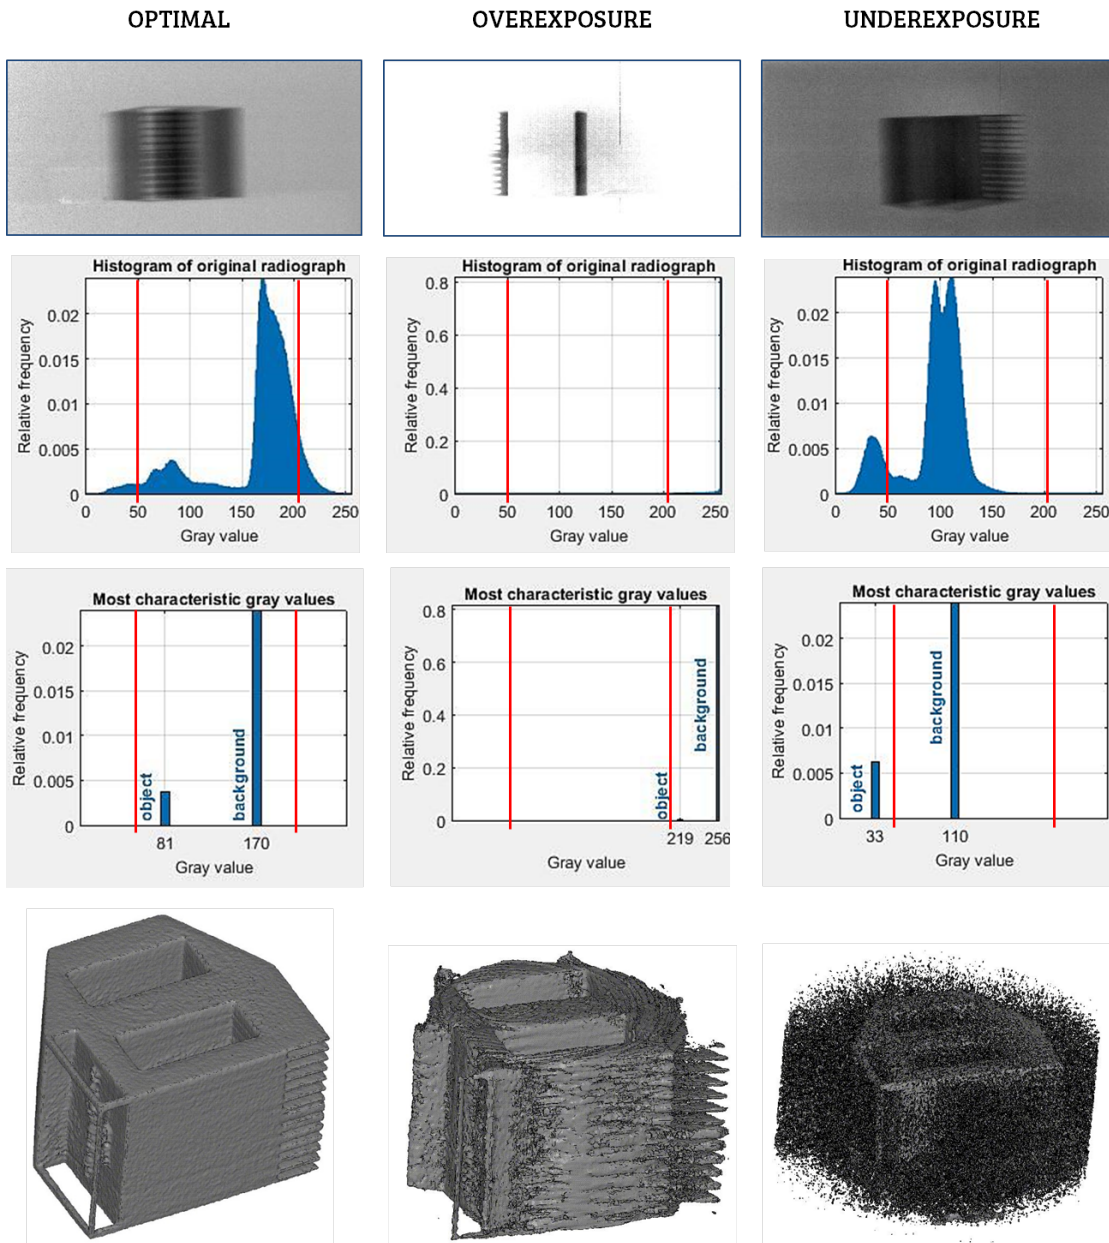 OPTIMAL
OVEREXPOSURE
UNDEREXPOSURE
Histogram of original radiograph
Relative frequency
0.02
0.015
0.01
0.005
0
0 50 100 150 200 250
Gray value
Histogram of original radiograph
Relative frequency
0.8
0.6
0.4
0.2
0
0 50 100 150 200 250
Gray value
Histogram of original radiograph
Relative frequency
0.02
0.015
0.01
0.005
0
0 50 100 150 200 250
Gray value
Most characteristic gray values
Relative frequency
0.02
0.015
0.01
0.005
0
object
background
81 170
Gray value
Most characteristic gray values
Relative frequency
0.8
0.6
0.4
0.2
0
object
background
219 256
Gray value
Most characteristic gray values
Relative frequency
0.02
0.015
0.01
0.005
0
object
background
33 110
Gray value